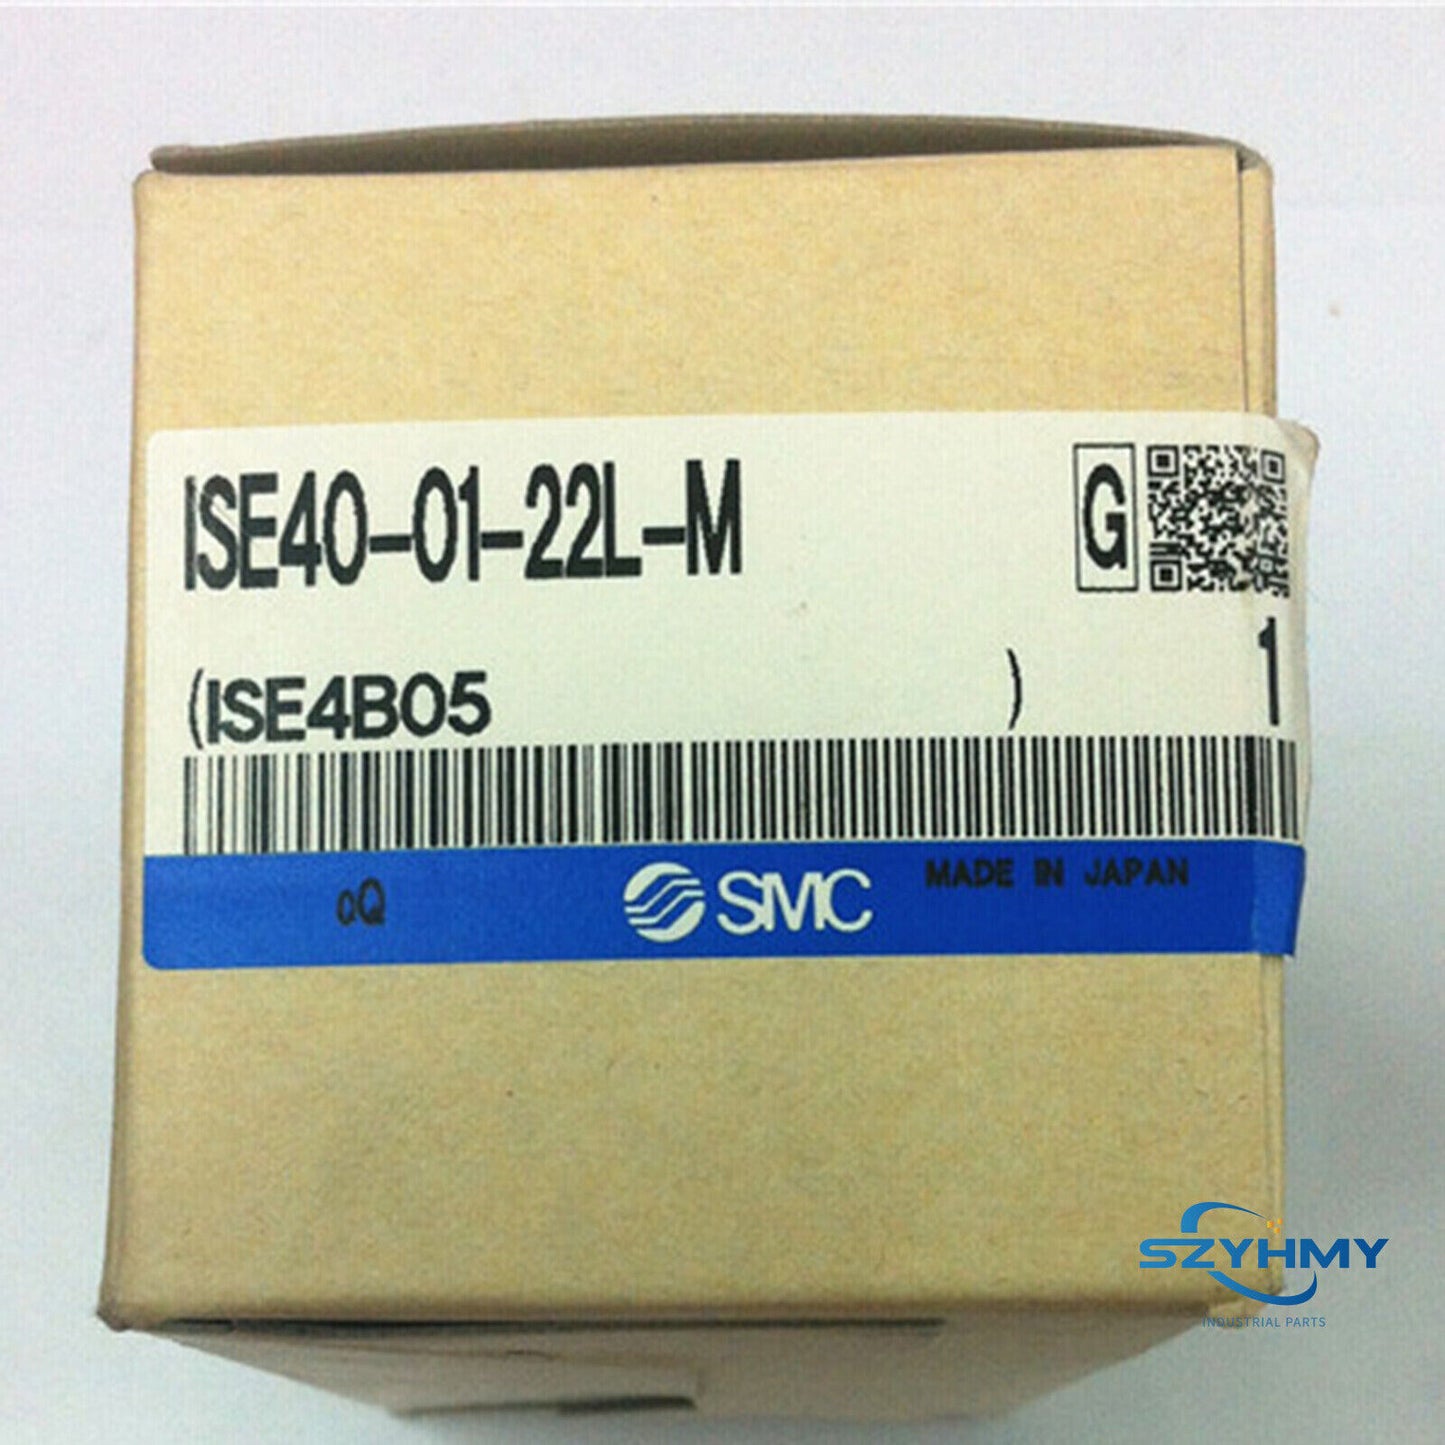 ISE40-01-22L-M
G
(ISE4B05 )
1
oQ
SMC
MADE IN JAPAN
SZYHMY
INDUSTRIAL PARTS